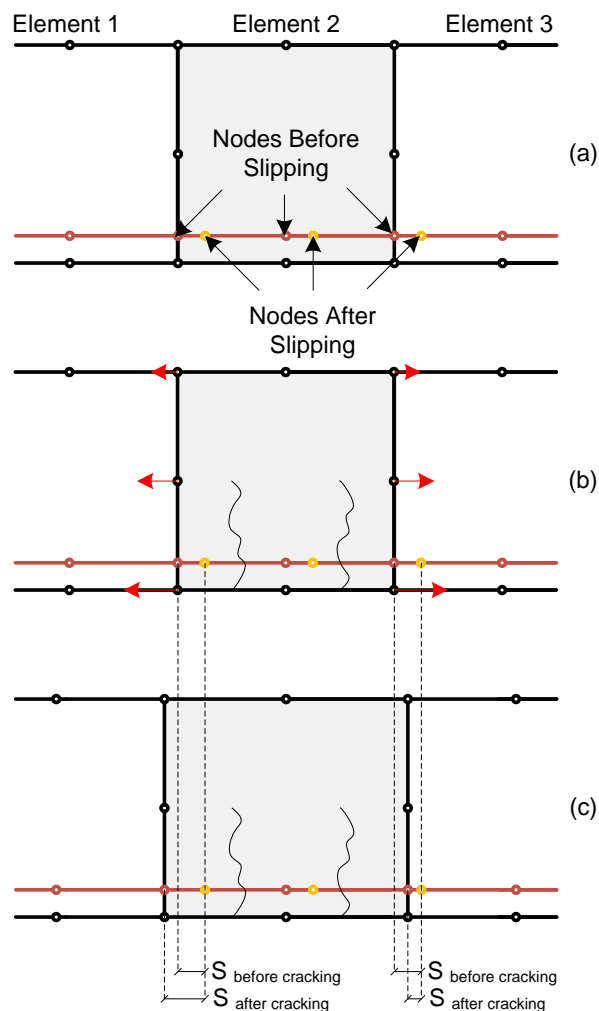 Element 1
Element 2
Element 3
Nodes Before
Slipping
(a)
Nodes After
Slipping
(b)
(c)
S before cracking
S after cracking
S before cracking
S after cracking